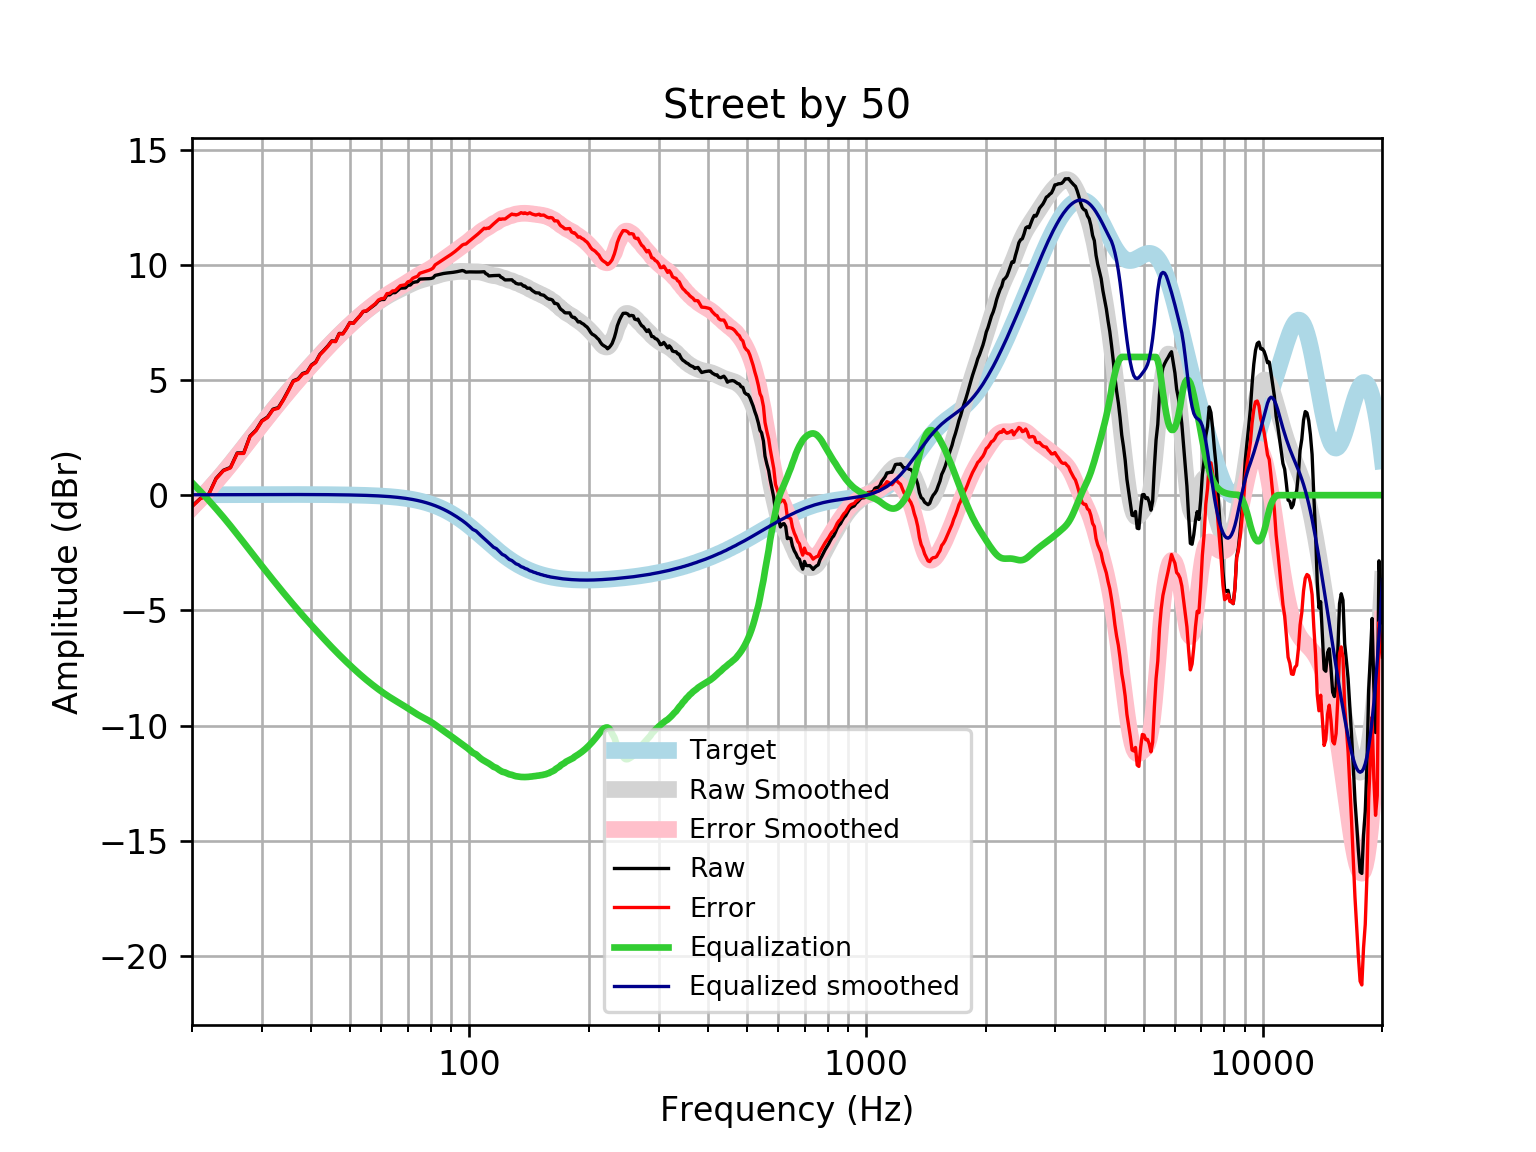 Street by 50
15
10
5
0
−5
−10
−15
−20
Amplitude (dBr)
Target
Raw Smoothed
Error Smoothed
Raw
Error
Equalization
Equalized smoothed
100
1000
10000
Frequency (Hz)